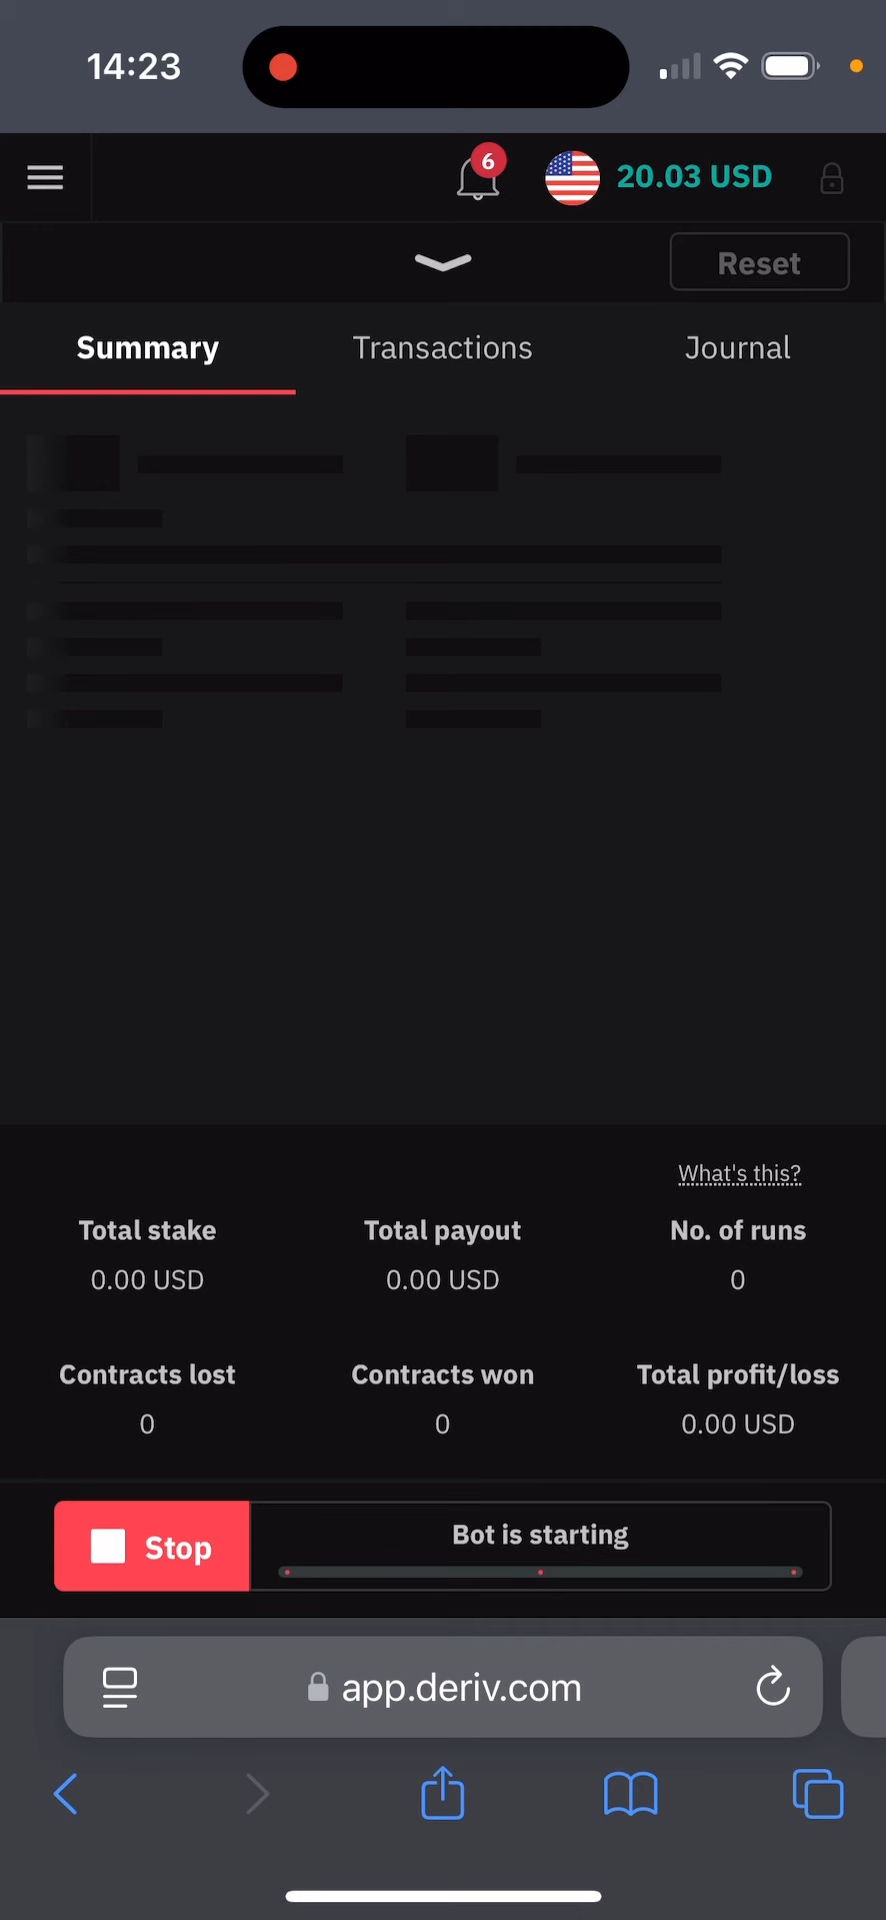 14:23
6
20.03 USD
Reset
Summary Transactions Journal
What's this?
Total stake Total payout No. of runs
0.00 USD 0.00 USD 0
Contracts lost Contracts won Total profit/loss
0 0 0.00 USD
Stop
Bot is starting
app.deriv.com